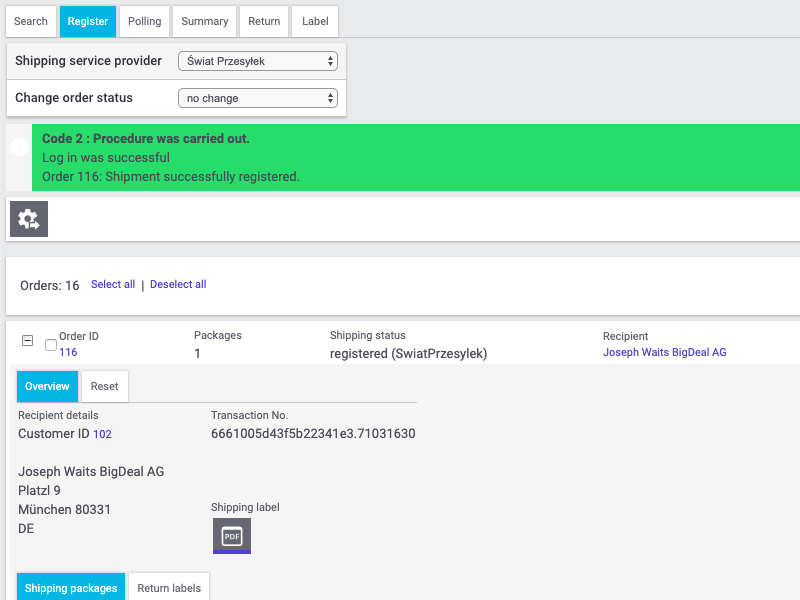 Search Register Polling Summary Return Label
Shipping service provider Świat Przesyłek
Change order status no change
Code 2 : Procedure was carried out.
Log in was successful
Order 116: Shipment successfully registered.
Orders: 16 Select all | Deselect all
Order ID Packages Shipping status Recipient
116 1 registered (SwiatPrzesylek) Joseph Waits BigDeal AG
Overview Reset
Recipient details Transaction No.
Customer ID 102 6661005d43f5b22341e3.71031630
Joseph Waits BigDeal AG
Platzl 9
München 80331
Shipping label
DE
PDF
Shipping packages Return labels